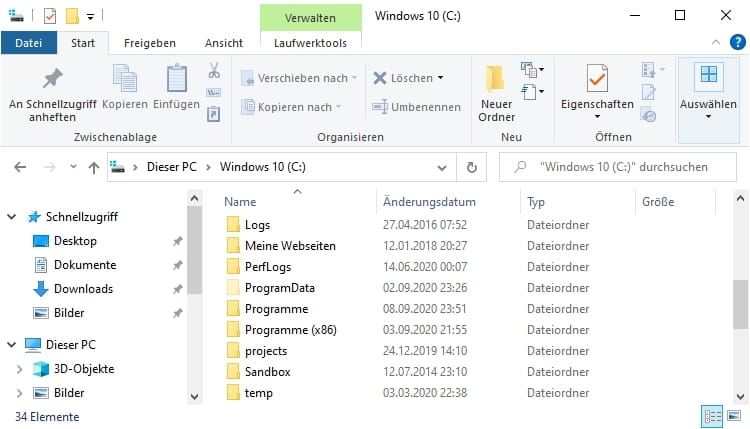 Verwalten Windows 10 (C:)
Datei Start Freigeben Ansicht Laufwerktools
An Schnellzugriff anheften
Kopieren
Einfügen
Zwischenablage
Verschieben nach
Kopieren nach
Löschen
Umbenennen
Organisieren
Neuer Ordner
Neu
Eigenschaften
Öffnen
Auswählen
Dieser PC > Windows 10 (C:)
"Windows 10 (C:)" durchsuchen
Schnellzugriff
Desktop
Dokumente
Downloads
Bilder
Dieser PC
3D-Objekte
Bilder
Name Änderungsdatum Typ Größe
Logs 27.04.2016 07:52 Dateiordner
Meine Webseiten 12.01.2018 20:27 Dateiordner
PerfLogs 14.06.2020 00:07 Dateiordner
ProgramData 02.09.2020 23:26 Dateiordner
Programme 08.09.2020 23:51 Dateiordner
Programme (x86) 03.09.2020 21:55 Dateiordner
projects 24.12.2019 14:10 Dateiordner
Sandbox 12.07.2014 23:10 Dateiordner
temp 03.03.2020 22:38 Dateiordner
34 Elemente